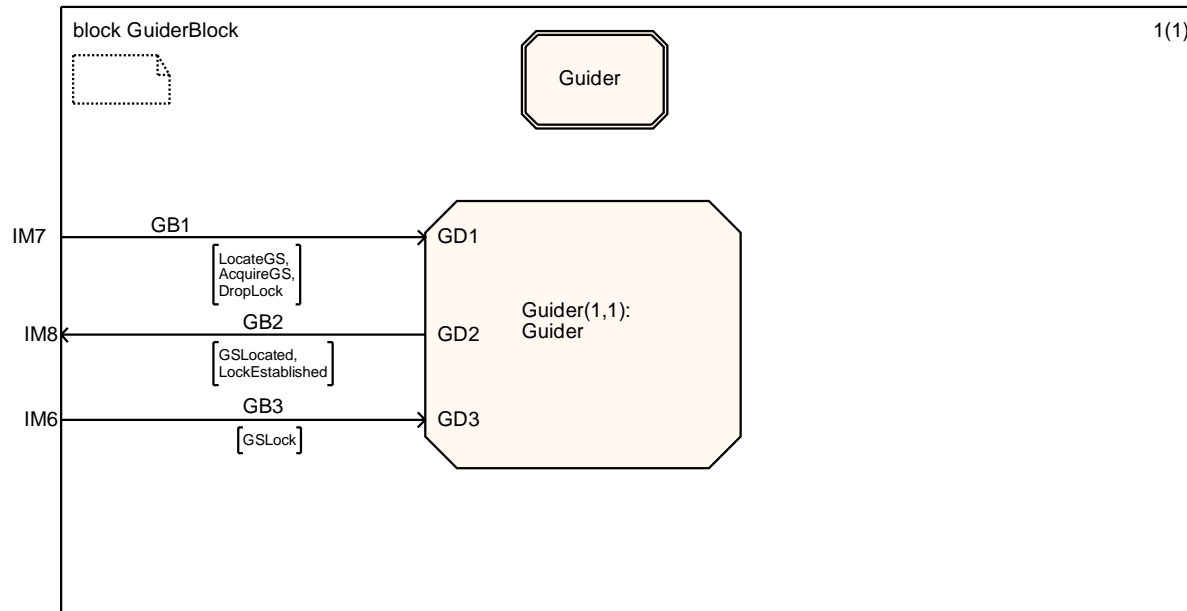 block GuiderBlock
1(1)
Guider
GB1
IM7
GD1
LocateGS,
AcquireGS,
DropLock
Guider(1,1):
Guider
GB2
IM8
GD2
GSLocated,
LockEstablished
GB3
IM6
GD3
GSLock